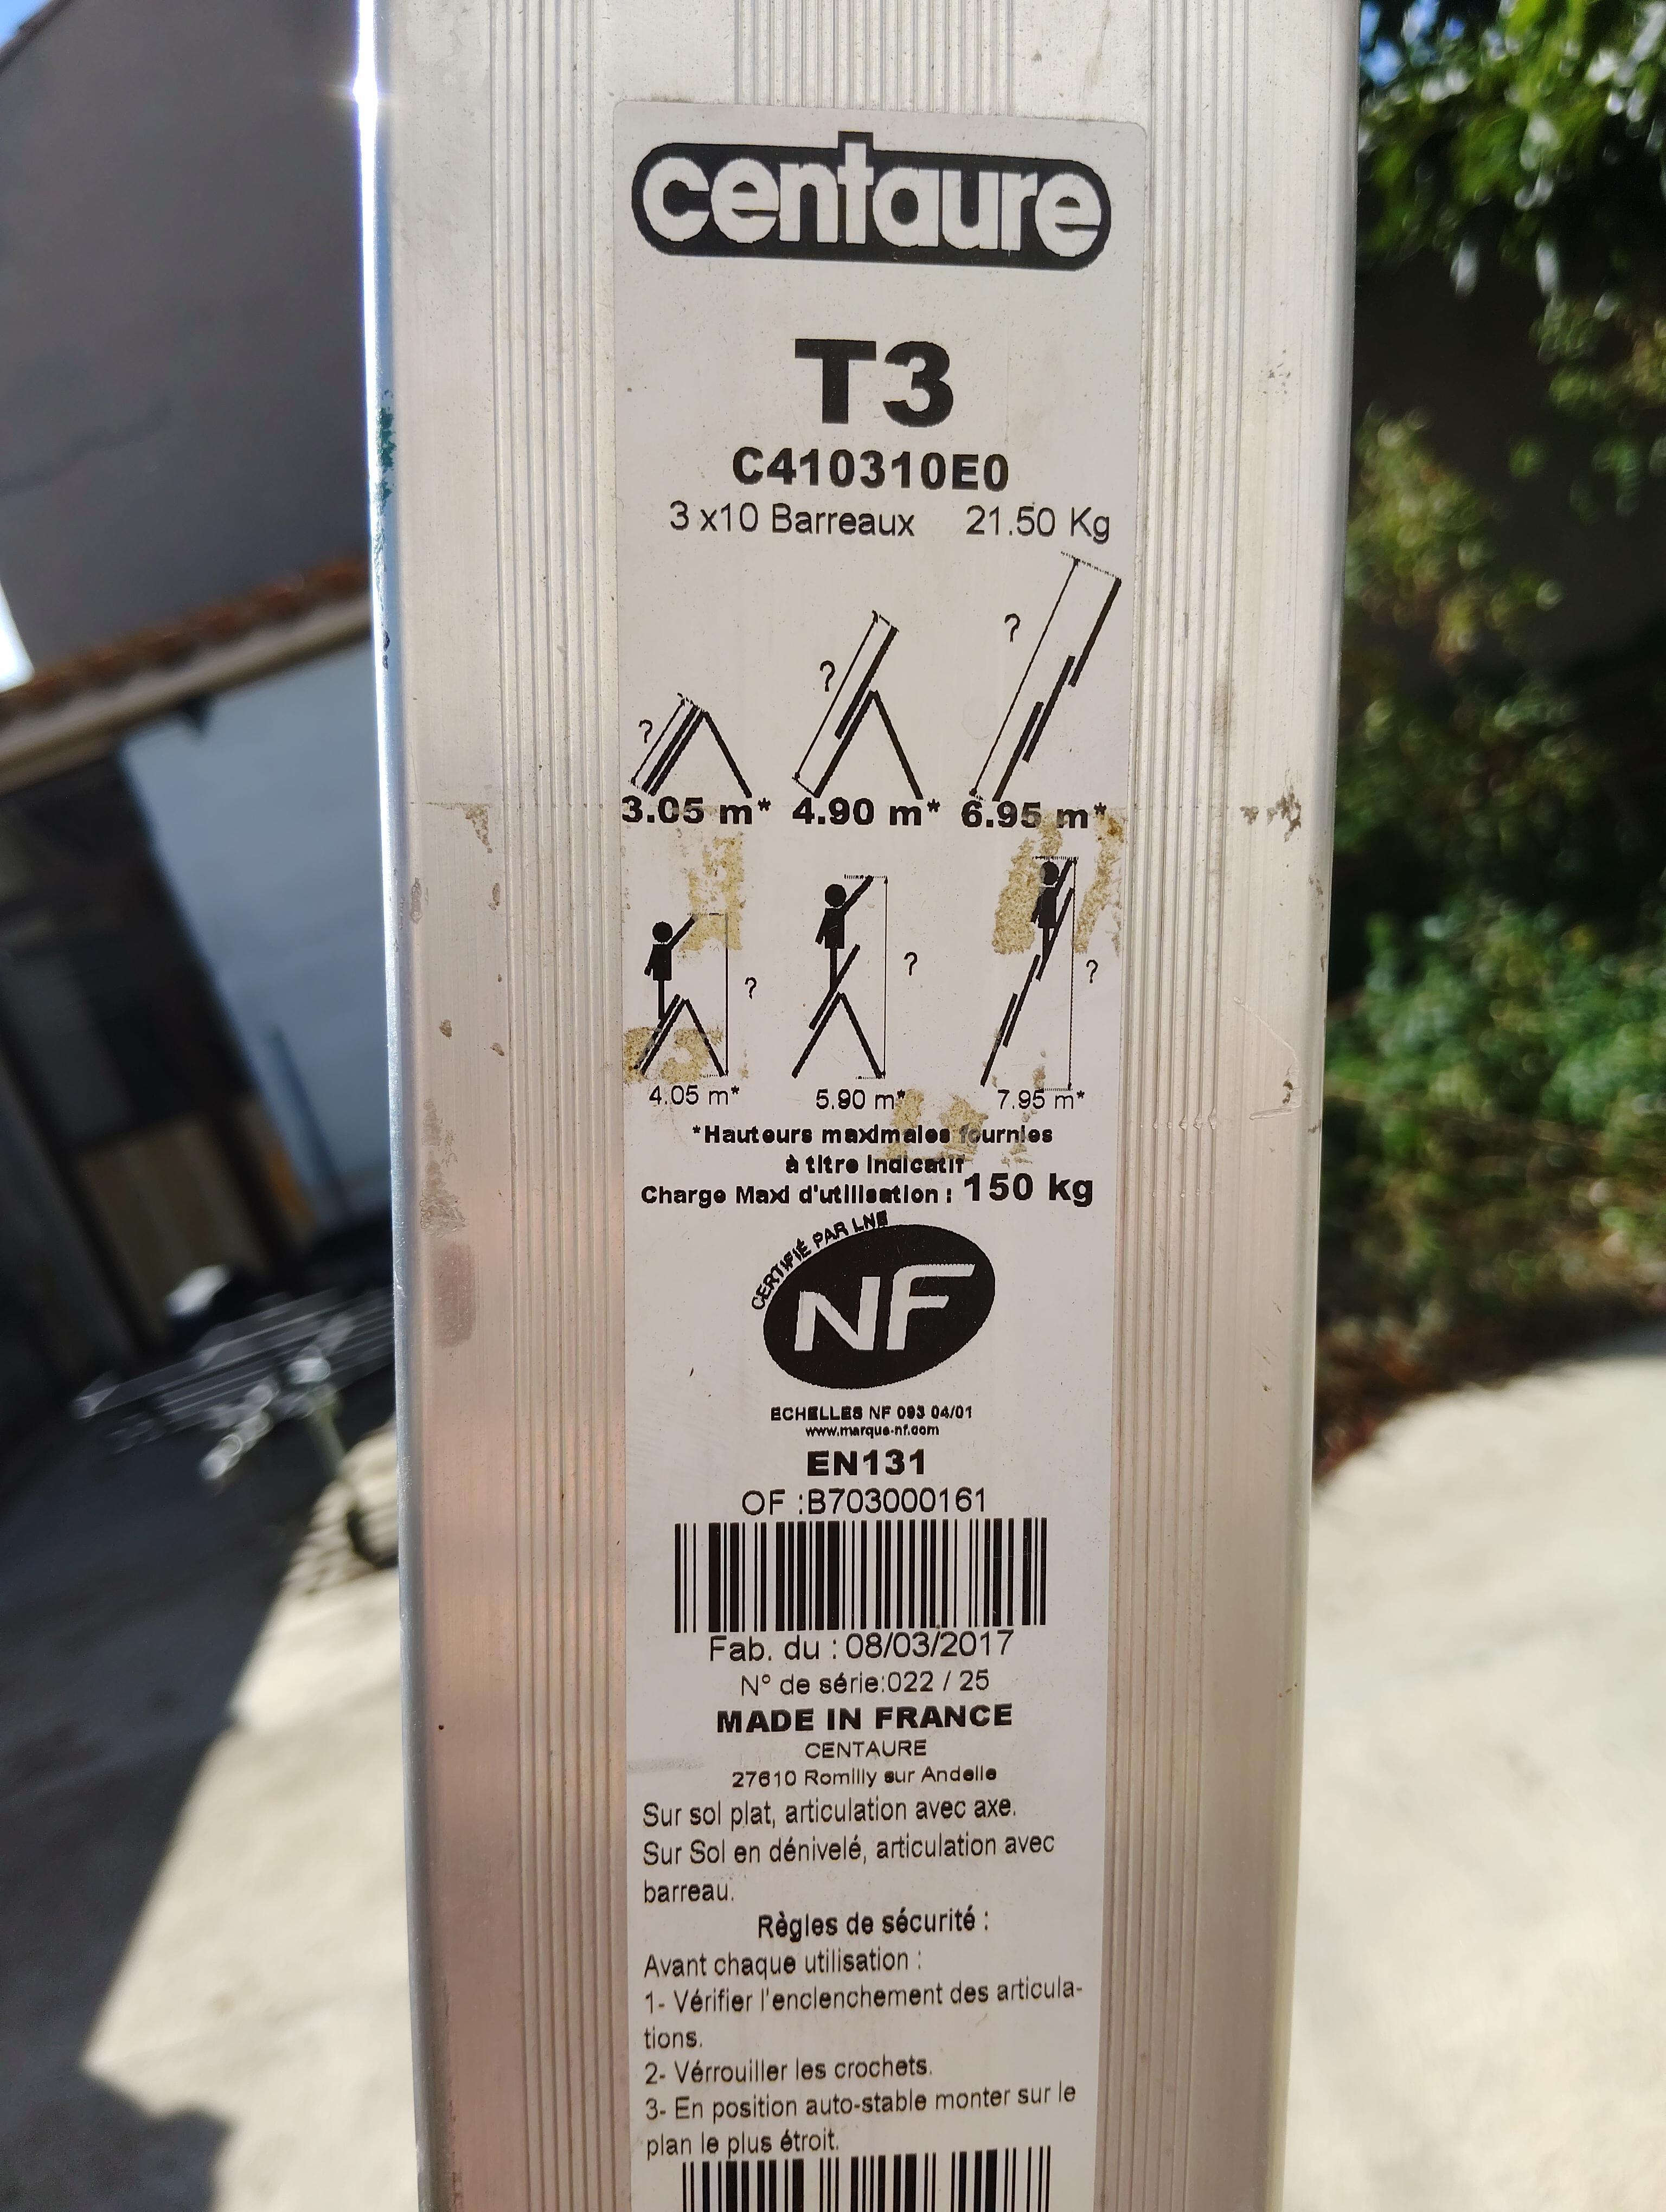 centaure
T3
C410310E0
3 x10 Barreaux 21.50 Kg
? ? ?
3.05 m* 4.90 m* 6.95 m*
? ? ?
4.05 m* 5.90 m* 7.95 m*
*Hauteurs maximales fournies
à titre indicatif
Charge Maxi d'utilisation : 150 kg
CERTIFIÉ PAR LNE
NF
ECHELLES NF 093 04/01
www.marque-nf.com
EN131
OF :B703000161
Fab. du : 08/03/2017
N° de série:022 / 25
MADE IN FRANCE
CENTAURE
27610 Romilly sur Andelle
Sur sol plat, articulation avec axe.
Sur Sol en dénivelé, articulation avec
barreau.
Règles de sécurité :
Avant chaque utilisation :
1- Vérifier l'enclenchement des articula-
tions.
2- Vérrouiller les crochets.
3- En position auto-stable monter sur le
plan le plus étroit.